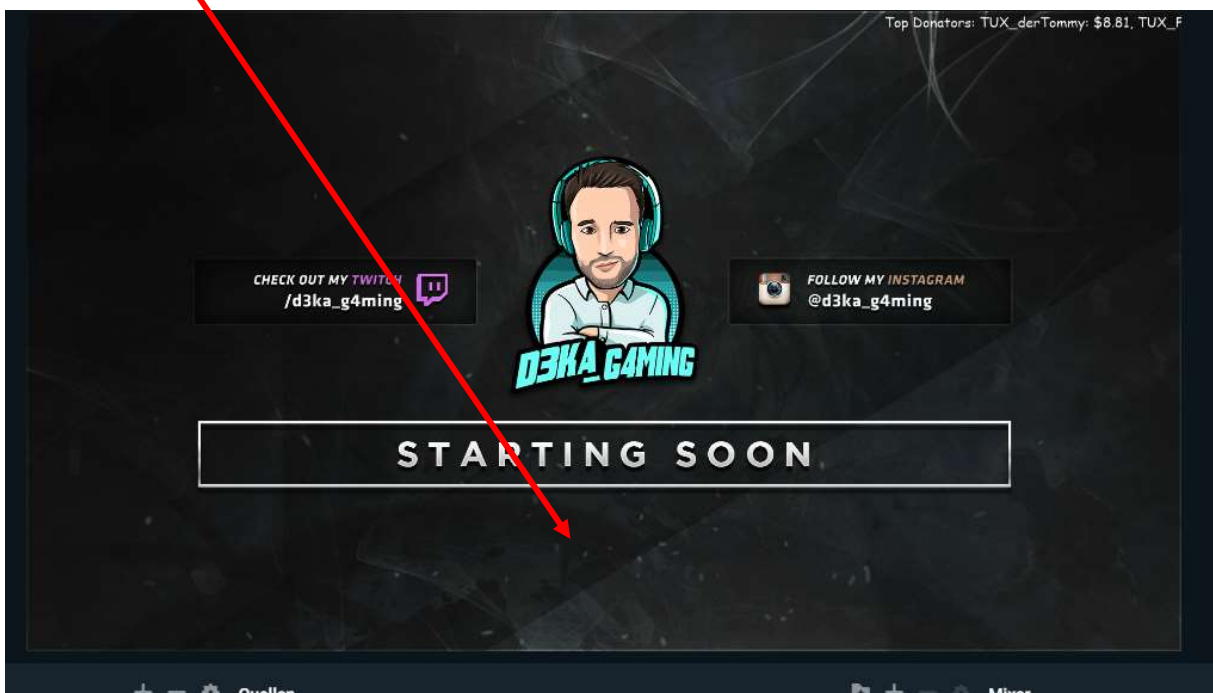 Top Donators: TUX_derTommy: $8.81, TUX_F
CHECK OUT MY TWITCH
/d3ka_g4ming
FOLLOW MY INSTAGRAM
@d3ka_g4ming
D3KA_G4MING
STARTING SOON
Quellen
Mixer